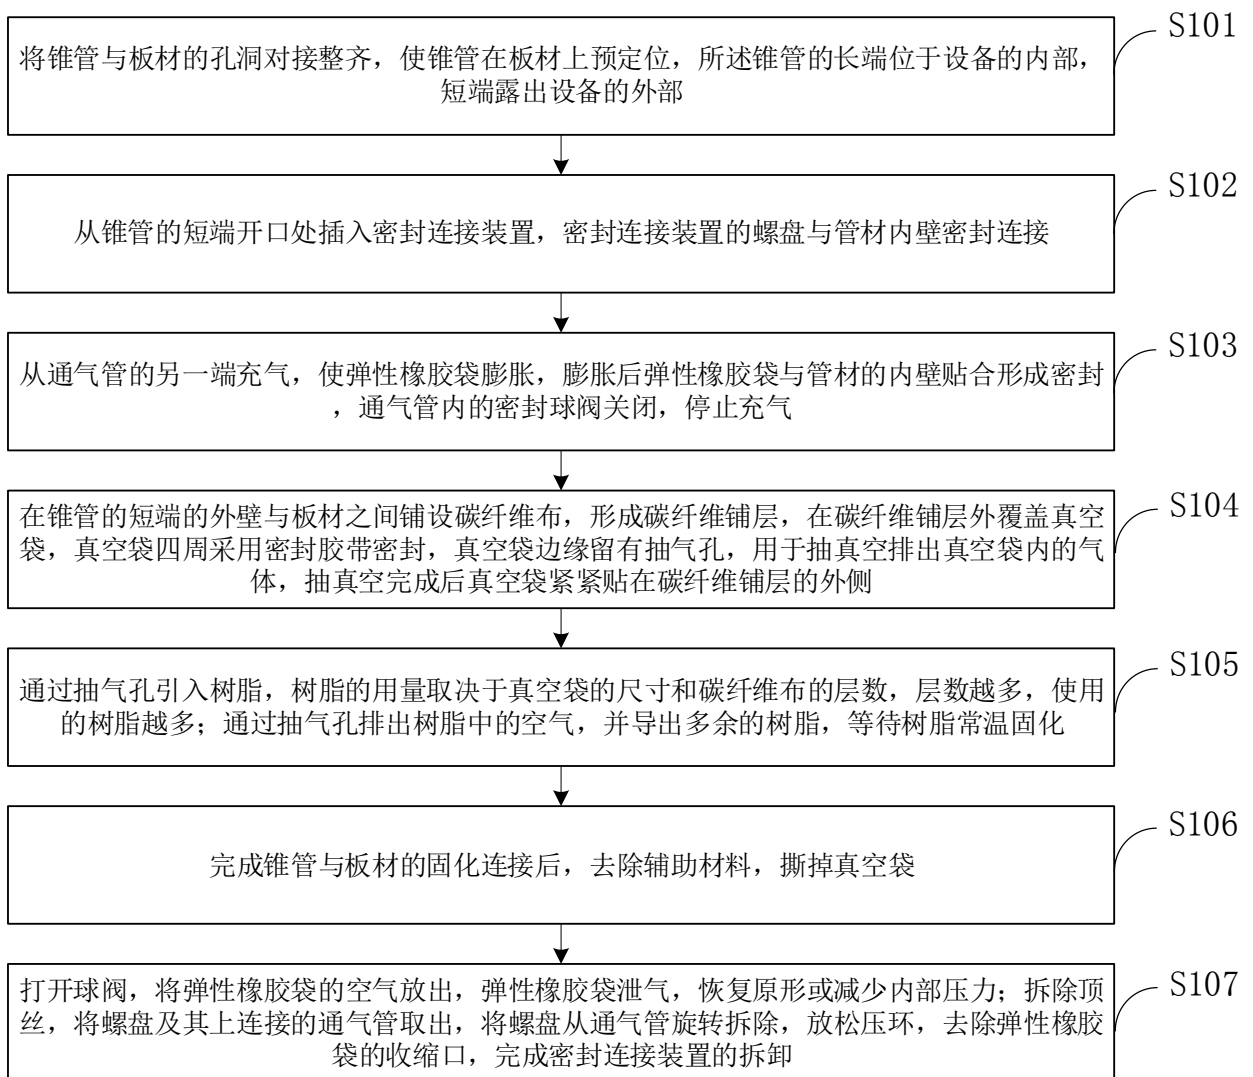 S101
将锥管与板材的孔洞对接整齐，使锥管在板材上预定位，所述锥管的长端位于设备的内部，
短端露出设备的外部
S102
从锥管的短端开口处插入密封连接装置，密封连接装置的螺盘与管材内壁密封连接
S103
从通气管的另一端充气，使弹性橡胶袋膨胀，膨胀后弹性橡胶袋与管材的内壁贴合形成密封
，通气管内的密封球阀关闭，停止充气
S104
在锥管的短端的外壁与板材之间铺设碳纤维布，形成碳纤维铺层，在碳纤维铺层外覆盖真空
袋，真空袋四周采用密封胶带密封，真空袋边缘留有抽气孔，用于抽真空排出真空袋内的气
体，抽真空完成后真空袋紧紧贴在碳纤维铺层的外侧
S105
通过抽气孔引入树脂，树脂的用量取决于真空袋的尺寸和碳纤维布的层数，层数越多，使用
的树脂越多；通过抽气孔排出树脂中的空气，并导出多余的树脂，等待树脂常温固化
S106
完成锥管与板材的固化连接后，去除辅助材料，撕掉真空袋
S107
打开球阀，将弹性橡胶袋的空气放出，弹性橡胶袋泄气，恢复原形或减少内部压力；拆除顶
丝，将螺盘及其上连接的通气管取出，将螺盘从通气管旋转拆除，放松压环，去除弹性橡胶
袋的收缩口，完成密封连接装置的拆卸